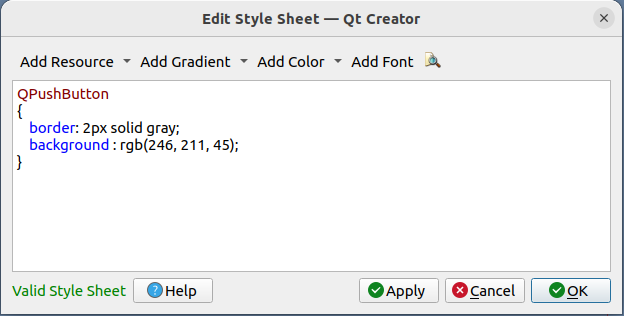 Edit Style Sheet — Qt Creator
Add Resource Add Gradient Add Color Add Font
QPushButton
{
border: 2px solid gray;
background : rgb(246, 211, 45);
}
Valid Style Sheet ? Help Apply Cancel OK